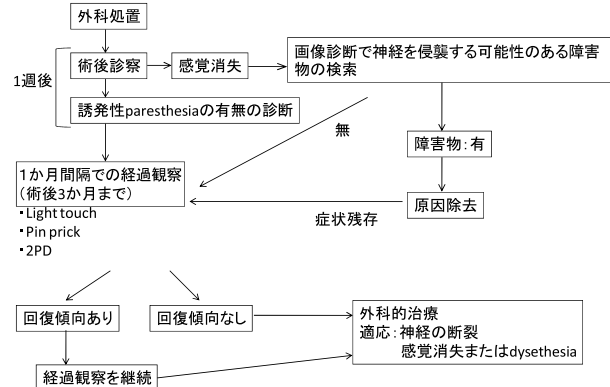 外科処置
1週後
術後診察
感覚消失
画像診断で神経を侵襲する可能性のある障害
物の検索
誘発性paresthesiaの有無の診断
無
障害物：有
1か月間隔での経過観察
（術後3か月まで）
・Light touch
・Pin prick
・2PD
症状残存
原因除去
回復傾向あり
回復傾向なし
外科的治療
適応：神経の断裂
感覚消失またはdysethesia
経過観察を継続